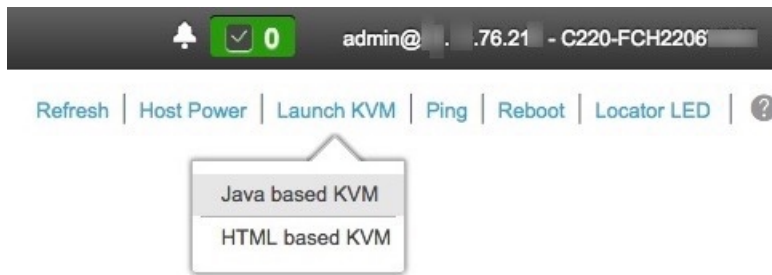 0 admin@ . .76.21 - C220-FCH2206
Refresh | Host Power | Launch KVM | Ping | Reboot | Locator LED | ?
Java based KVM
HTML based KVM